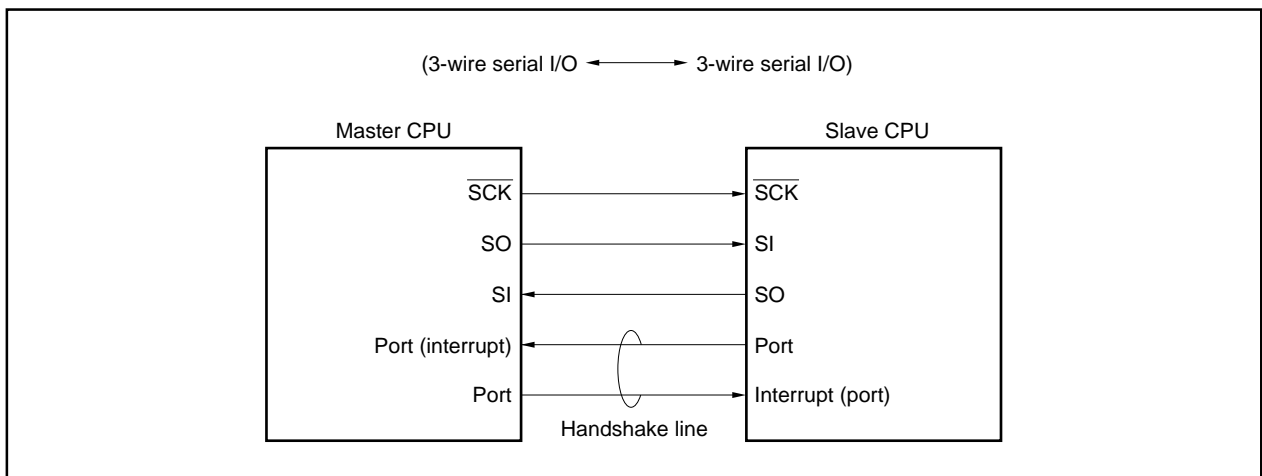 (3-wire serial I/O 3-wire serial I/O)
Master CPU Slave CPU
SCK SCK
SO SI
SI SO
Port (interrupt) Port
Port Interrupt (port)
Handshake line